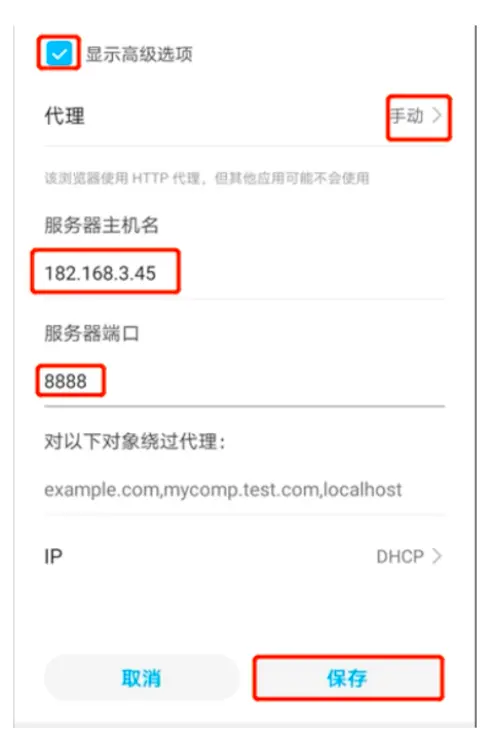 显示高级选项
代理 手动
该浏览器使用 HTTP 代理，但其他应用可能不会使用
服务器主机名
182.168.3.45
服务器端口
8888
对以下对象绕过代理：
example.com,mycomp.test.com,localhost
IP DHCP
取消 保存